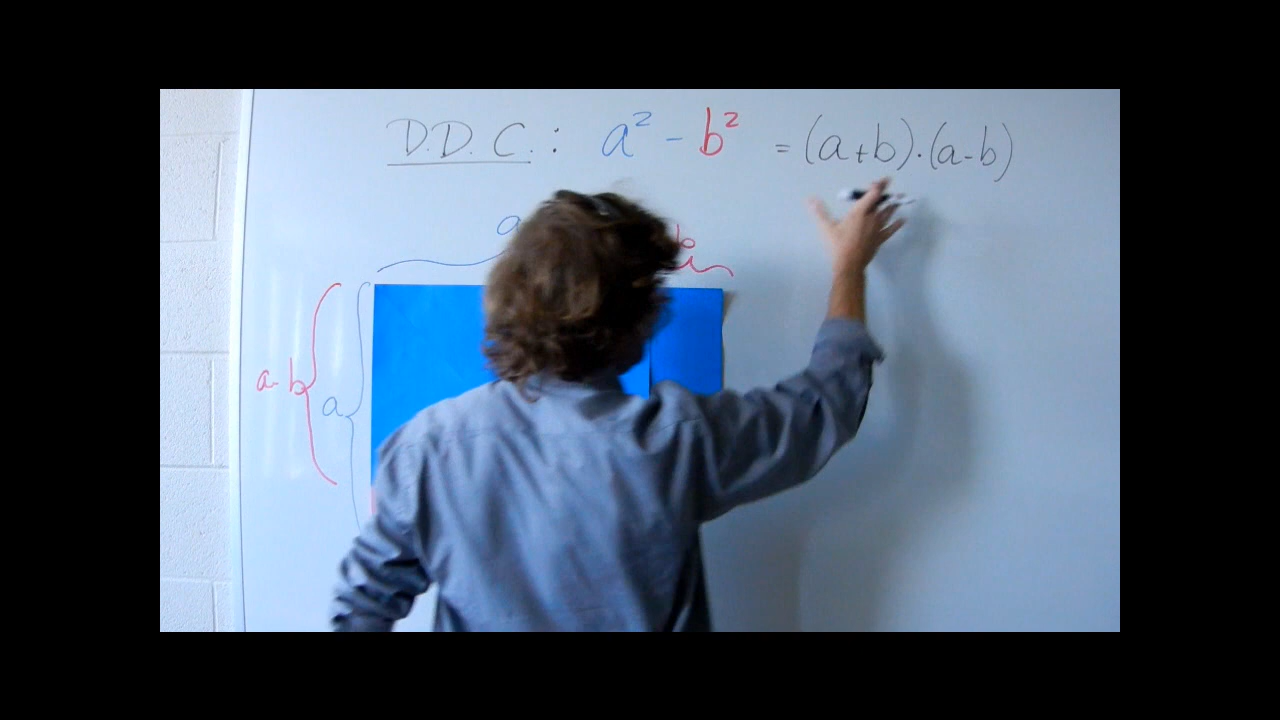 D.D.C.: a² - b² = (a+b)·(a-b)
a b
a-b a